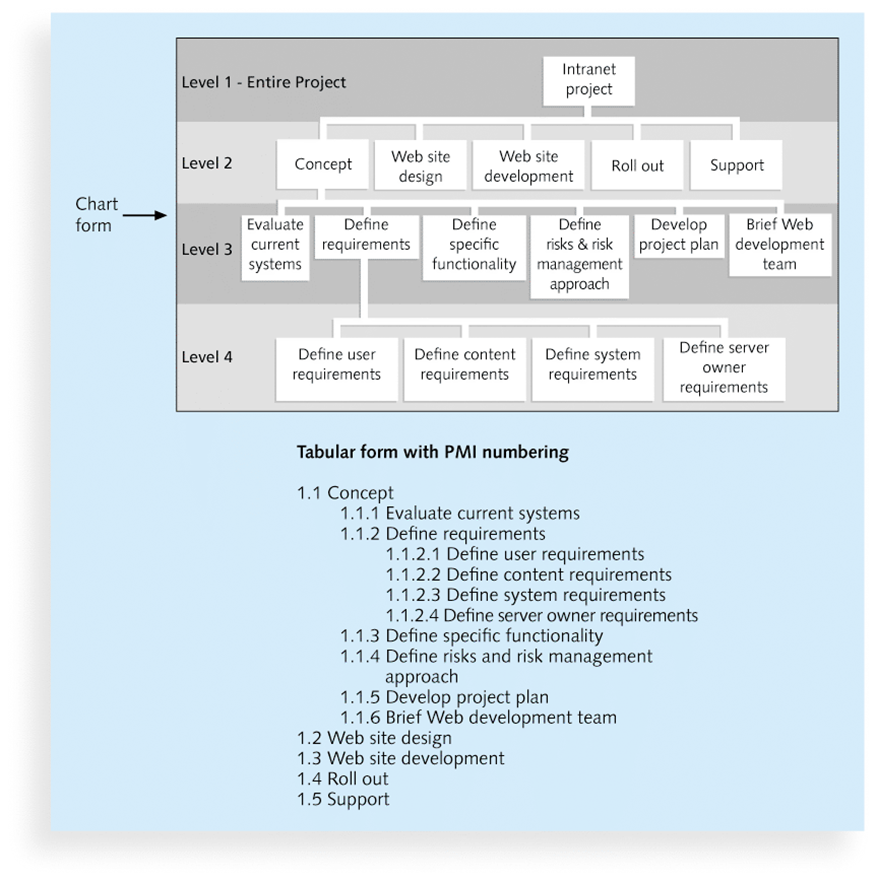 Level 1 - Entire Project
Intranet
project
Level 2
Concept
Web site
design
Web site
development
Roll out
Support
Chart
form
Level 3
Evaluate
current
systems
Define
requirements
Define
specific
functionality
Define
risks & risk
management
approach
Develop
project plan
Brief Web
development
team
Level 4
Define user
requirements
Define content
requirements
Define system
requirements
Define server
owner
requirements
Tabular form with PMI numbering
1.1 Concept
1.1.1 Evaluate current systems
1.1.2 Define requirements
1.1.2.1 Define user requirements
1.1.2.2 Define content requirements
1.1.2.3 Define system requirements
1.1.2.4 Define server owner requirements
1.1.3 Define specific functionality
1.1.4 Define risks and risk management
approach
1.1.5 Develop project plan
1.1.6 Brief Web development team
1.2 Web site design
1.3 Web site development
1.4 Roll out
1.5 Support